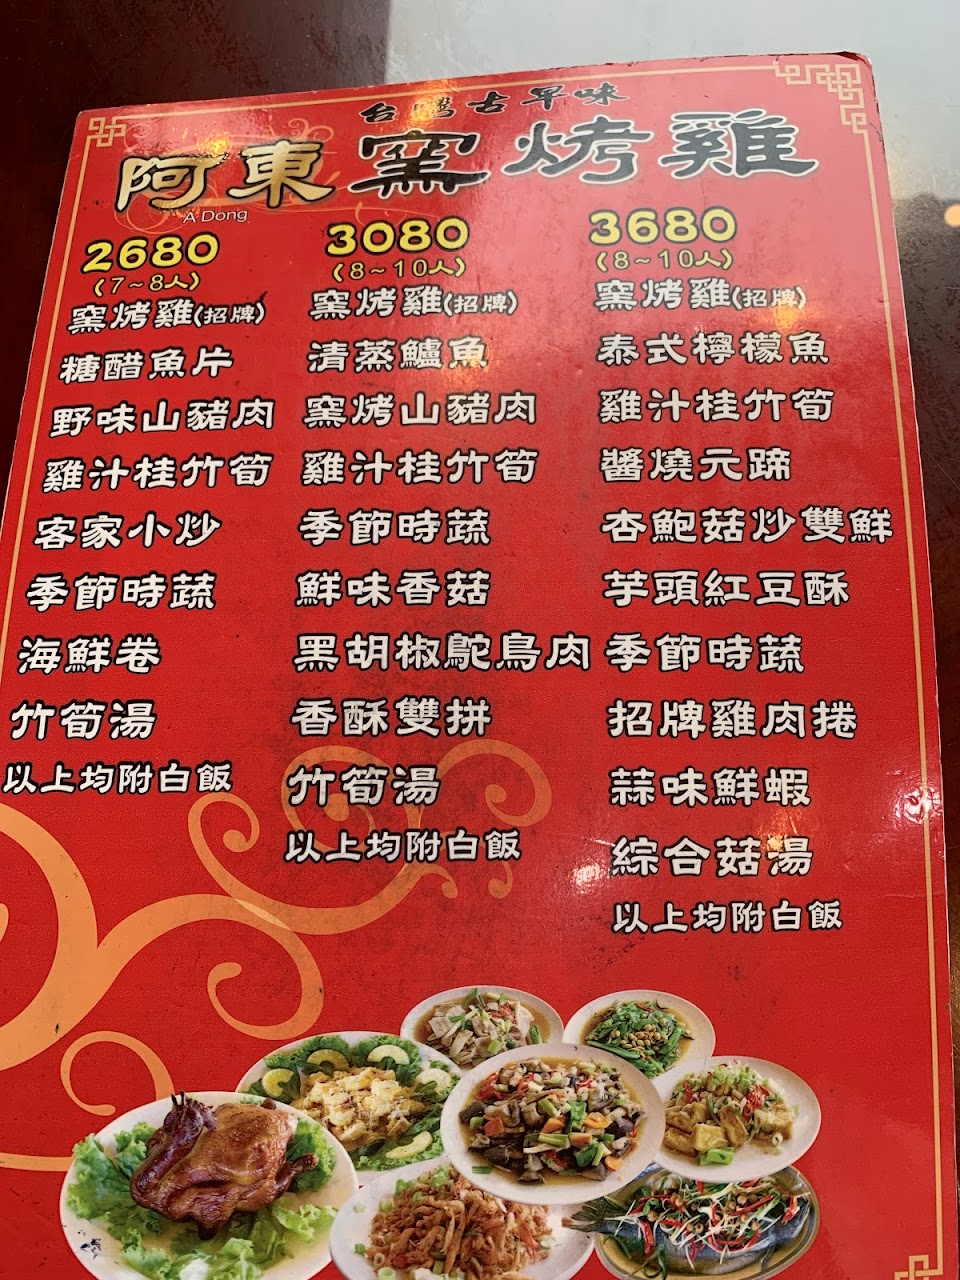 台灣古早味
阿東窯烤雞
A Dong
2680
(7~8人)
窯烤雞(招牌)
糖醋魚片
野味山豬肉
雞汁桂竹筍
客家小炒
季節時蔬
海鮮卷
竹筍湯
以上均附白飯
3080
(8~10人)
窯烤雞(招牌)
清蒸鱸魚
窯烤山豬肉
雞汁桂竹筍
季節時蔬
鮮味香菇
黑胡椒鴕鳥肉
香酥雙拼
竹筍湯
以上均附白飯
3680
(8~10人)
窯烤雞(招牌)
泰式檸檬魚
雞汁桂竹筍
醬燒元蹄
杏鮑菇炒雙鮮
芋頭紅豆酥
季節時蔬
招牌雞肉捲
蒜味鮮蝦
綜合菇湯
以上均附白飯